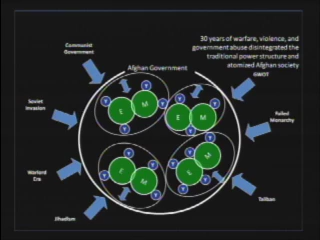 30 years of warfare, violence, and
government abuse disintegrated the
traditional power structure and
atomized Afghan society
Communist
Government
Afghan Government
GWOT
Soviet
Invasion
Failed
Monarchy
Warlord
Era
Taliban
Jihadism
E
M
E
M
E
M
E
M